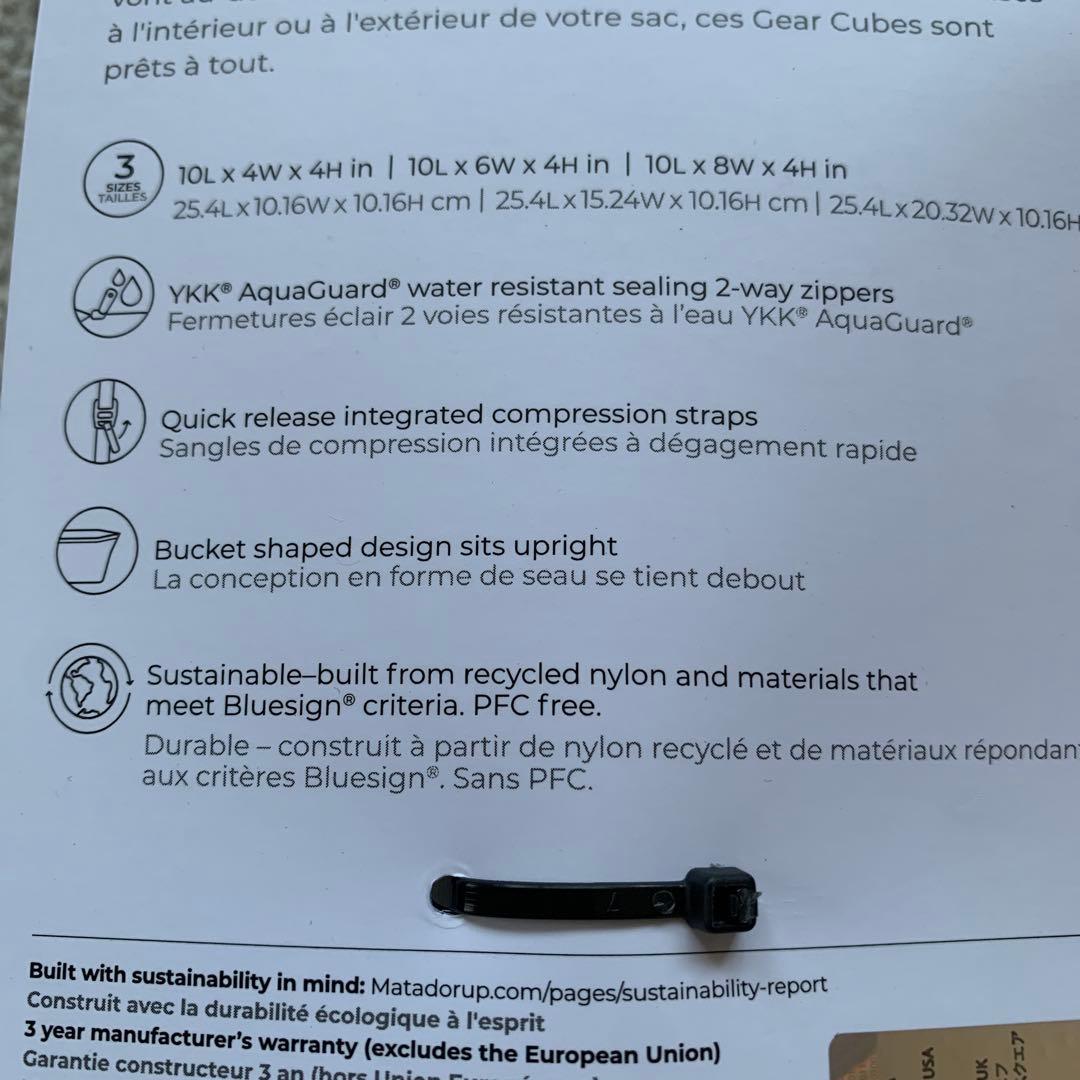 à l'intérieur ou à l'extérieur de votre sac, ces Gear Cubes sont
prêts à tout.
3
SIZES
TAILLES
10L x 4W x 4H in | 10L x 6W x 4H in | 10L x 8W x 4H in
25.4L x 10.16W x 10.16H cm | 25.4L x 15.24W x 10.16H cm | 25.4L x 20.32W x 10.16H
YKK® AquaGuard® water resistant sealing 2-way zippers
Fermetures éclair 2 voies résistantes à l'eau YKK® AquaGuard®
Quick release integrated compression straps
Sangles de compression intégrées à dégagement rapide
Bucket shaped design sits upright
La conception en forme de seau se tient debout
Sustainable–built from recycled nylon and materials that
meet Bluesign® criteria. PFC free.
Durable – construit à partir de nylon recyclé et de matériaux répondan
aux critères Bluesign®. Sans PFC.
Built with sustainability in mind: Matadorup.com/pages/sustainability-report
Construit avec la durabilité écologique à l'esprit
3 year manufacturer's warranty (excludes the European Union)
Garantie constructeur 3 an (hors Union
USA
UK
クエア